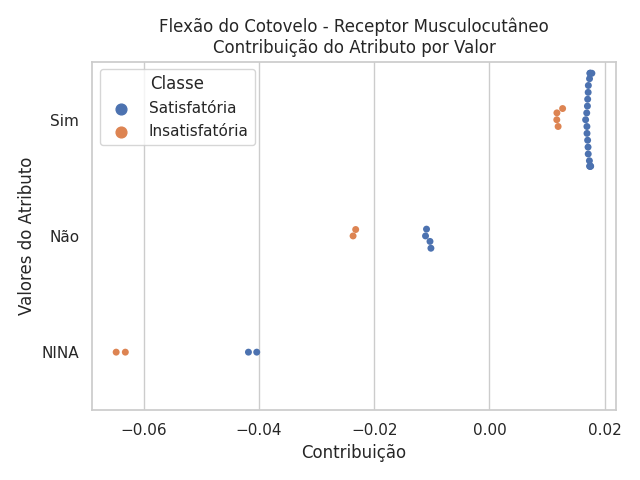 Flexão do Cotovelo - Receptor Musculocutâneo
Contribuição do Atributo por Valor
Classe
Satisfatória
Insatisfatória
Valores do Atributo
Sim
Não
NINA
−0.06 −0.04 −0.02 0.00 0.02
Contribuição